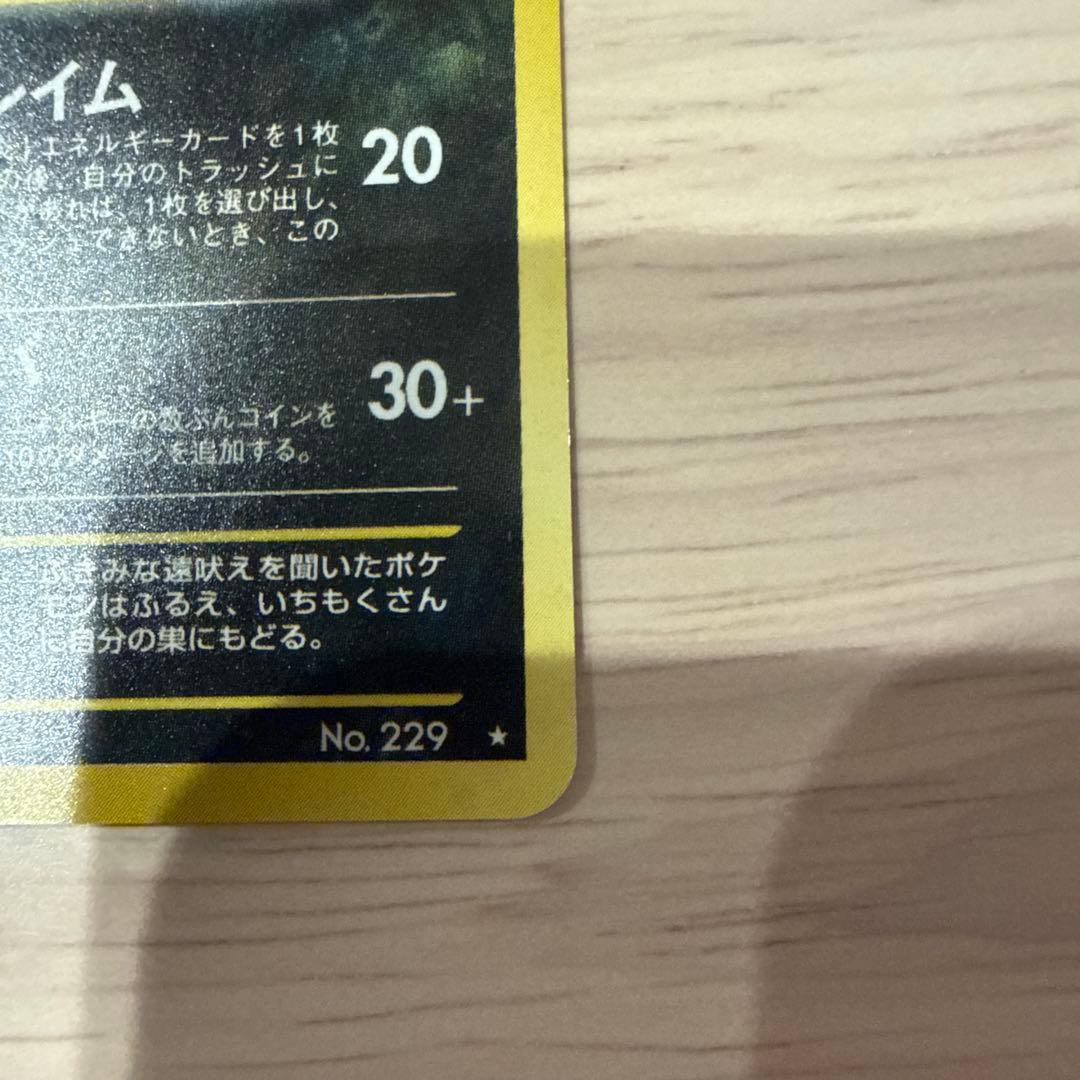 レイム
エネルギーカードを1枚
20
自分のトラッシュに
あれば、1枚を選び出し、
できないとき、この
30+
の数ぶんコインを
のダメージを追加する。
ぶきみな遠吠えを聞いたポケ
モンはふるえ、いちもくさん
に自分の巣にもどる。
No. 229 ★